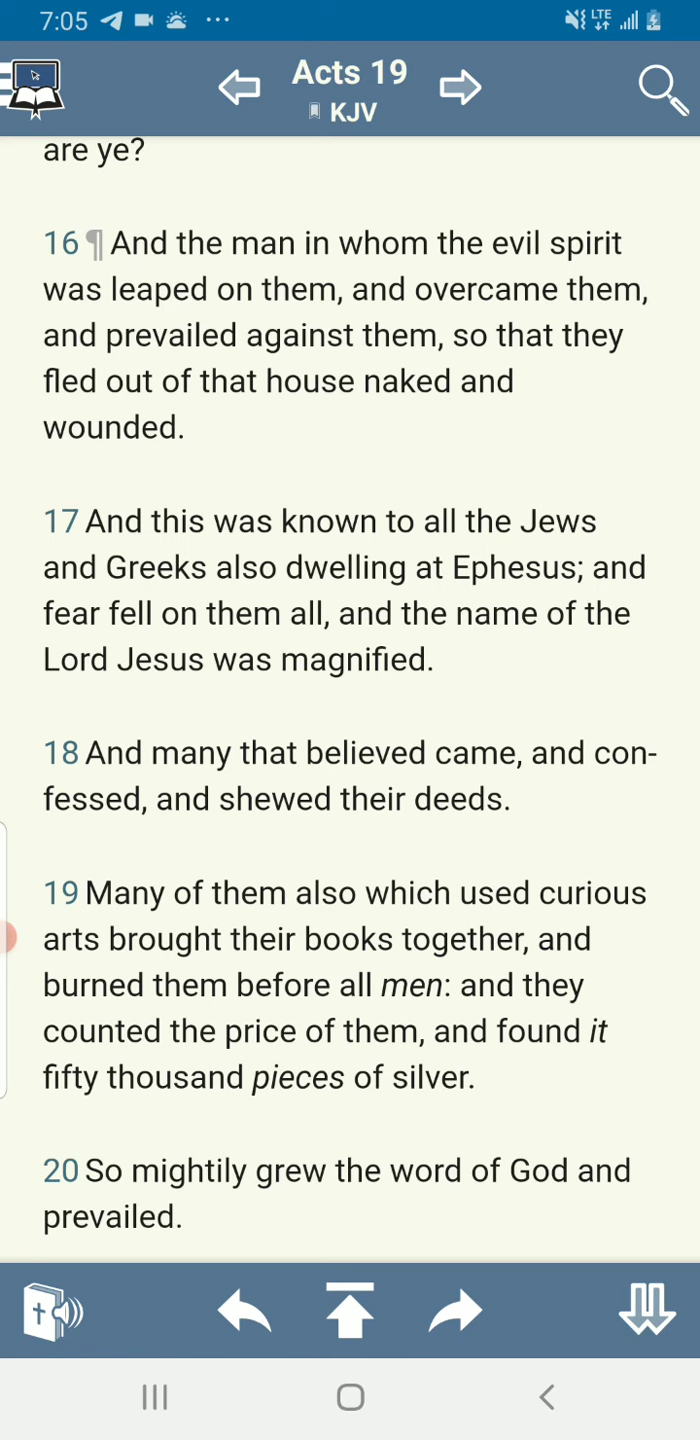 7:05 ··· LTE
Acts 19
KJV
are ye?
16 ¶ And the man in whom the evil spirit
was leaped on them, and overcame them,
and prevailed against them, so that they
fled out of that house naked and
wounded.
17 And this was known to all the Jews
and Greeks also dwelling at Ephesus; and
fear fell on them all, and the name of the
Lord Jesus was magnified.
18 And many that believed came, and con-
fessed, and shewed their deeds.
19 Many of them also which used curious
arts brought their books together, and
burned them before all men: and they
counted the price of them, and found it
fifty thousand pieces of silver.
20 So mightily grew the word of God and
prevailed.